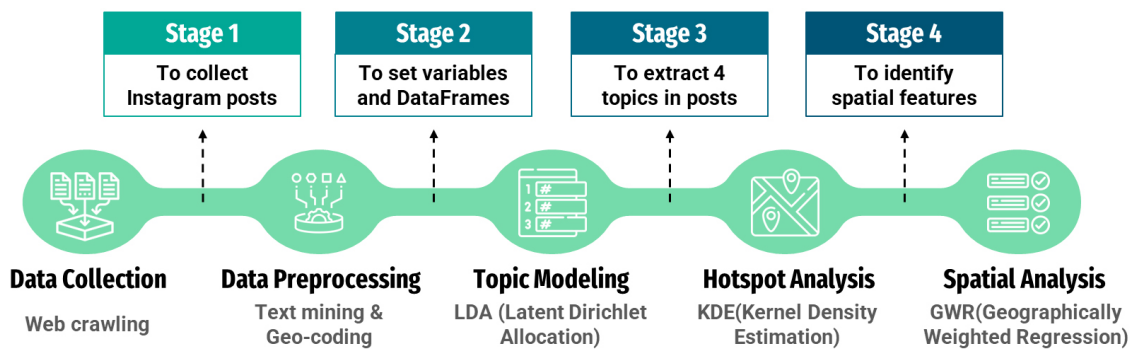 Stage 1
To collect
Instagram posts
Stage 2
To set variables
and DataFrames
Stage 3
To extract 4
topics in posts
Stage 4
To identify
spatial features
1 #
2 #
3 #
Data Collection
Web crawling
Data Preprocessing
Text mining &
Geo-coding
Topic Modeling
LDA (Latent Dirichlet
Allocation)
Hotspot Analysis
KDE(Kernel Density
Estimation)
Spatial Analysis
GWR(Geographically
Weighted Regression)